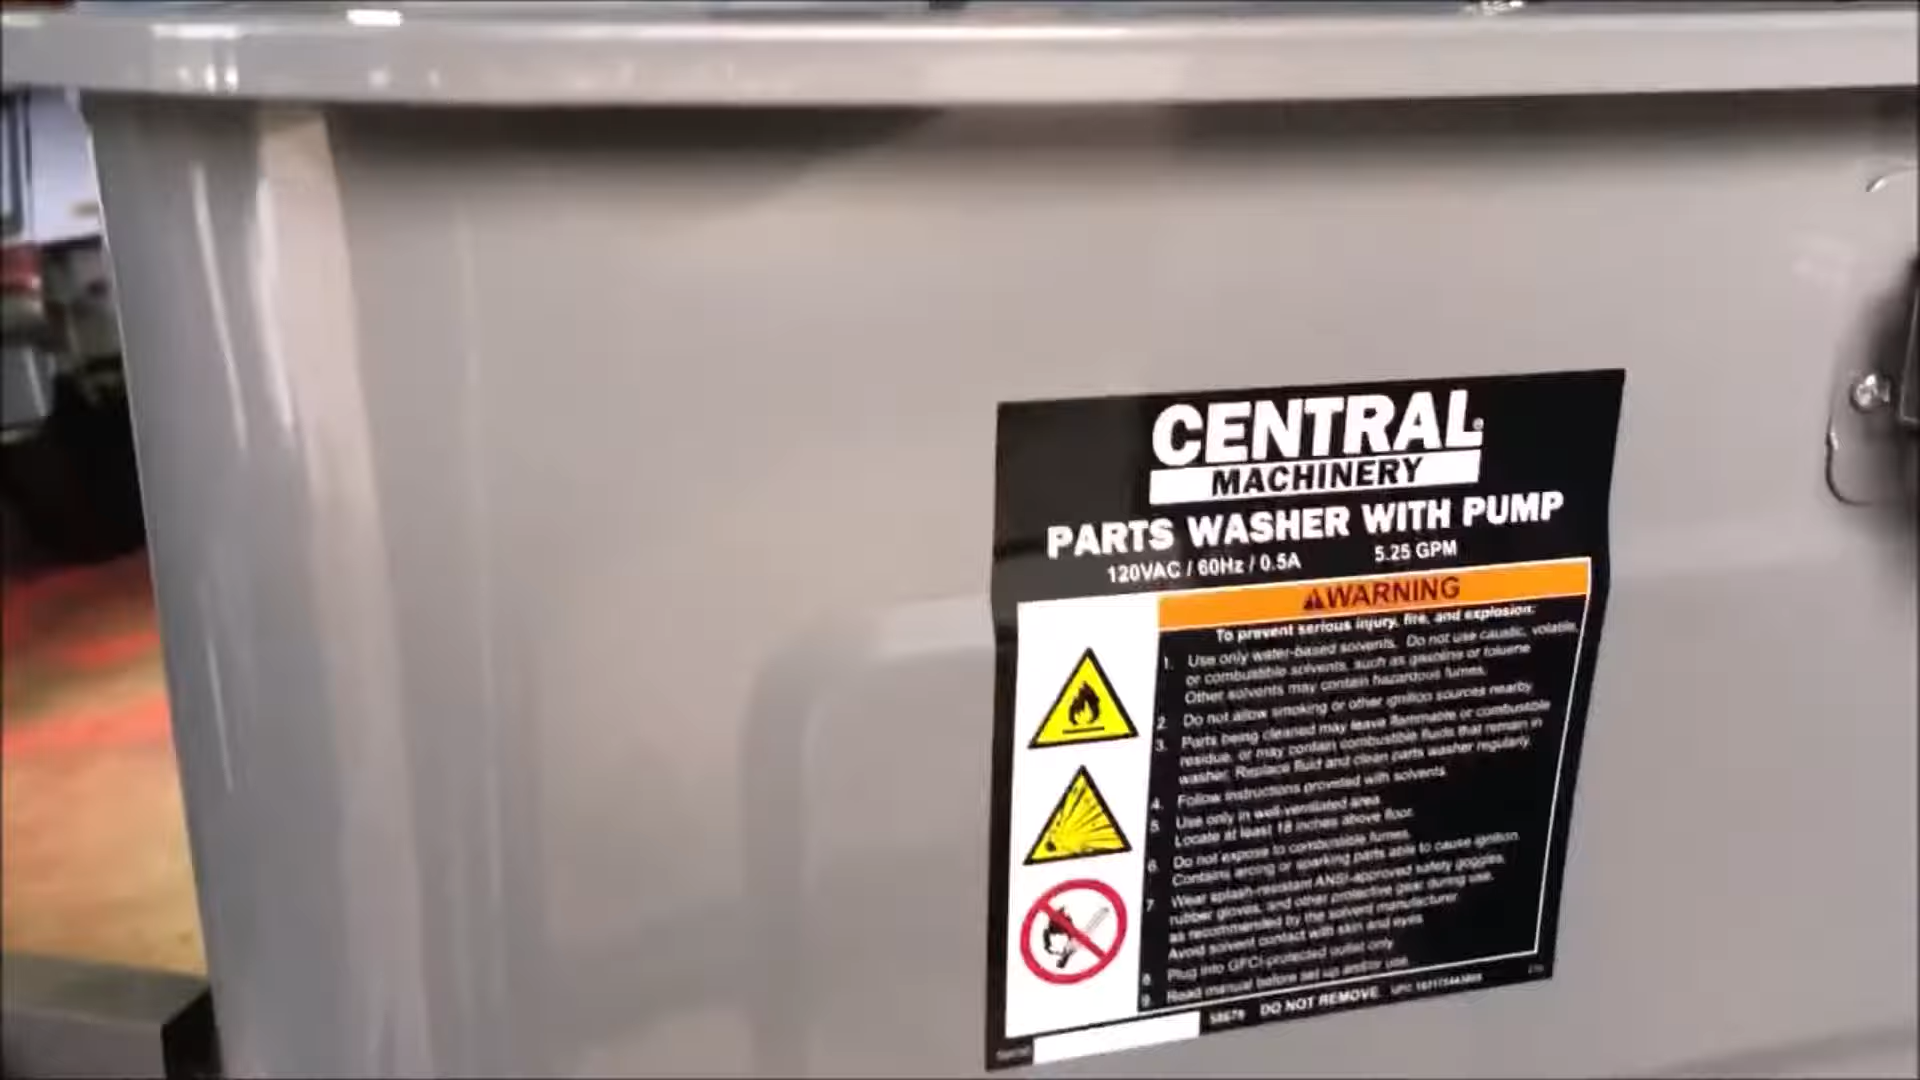 CENTRAL
MACHINERY
PARTS WASHER WITH PUMP
120VAC / 60Hz / 0.5A 5.25 GPM
WARNING
To prevent serious injury, fire, and explosion:
1. Use only water-based solvents. Do not use caustic, volatile,
or combustible solvents, such as gasoline or toluene
Other solvents may contain hazardous fumes.
2. Do not allow smoking or other ignition sources nearby.
3. Parts being cleaned may leave flammable or combustible
residue, or may contain combustible fluids that remain in
washer. Replace fluid and clean parts washer regularly.
4. Follow instructions provided with solvents.
5. Use only in well-ventilated area.
Locate at least 18 inches above floor.
6. Do not expose to combustible fumes.
Contains arcing or sparking parts able to cause ignition.
7. Wear splash-resistant ANSI-approved safety goggles,
rubber gloves, and other protective gear during use,
as recommended by the solvent manufacturer.
Avoid solvent contact with skin and eyes.
8. Plug into GFCI-protected outlet only.
9. Read manual before set up and/or use.
DO NOT REMOVE